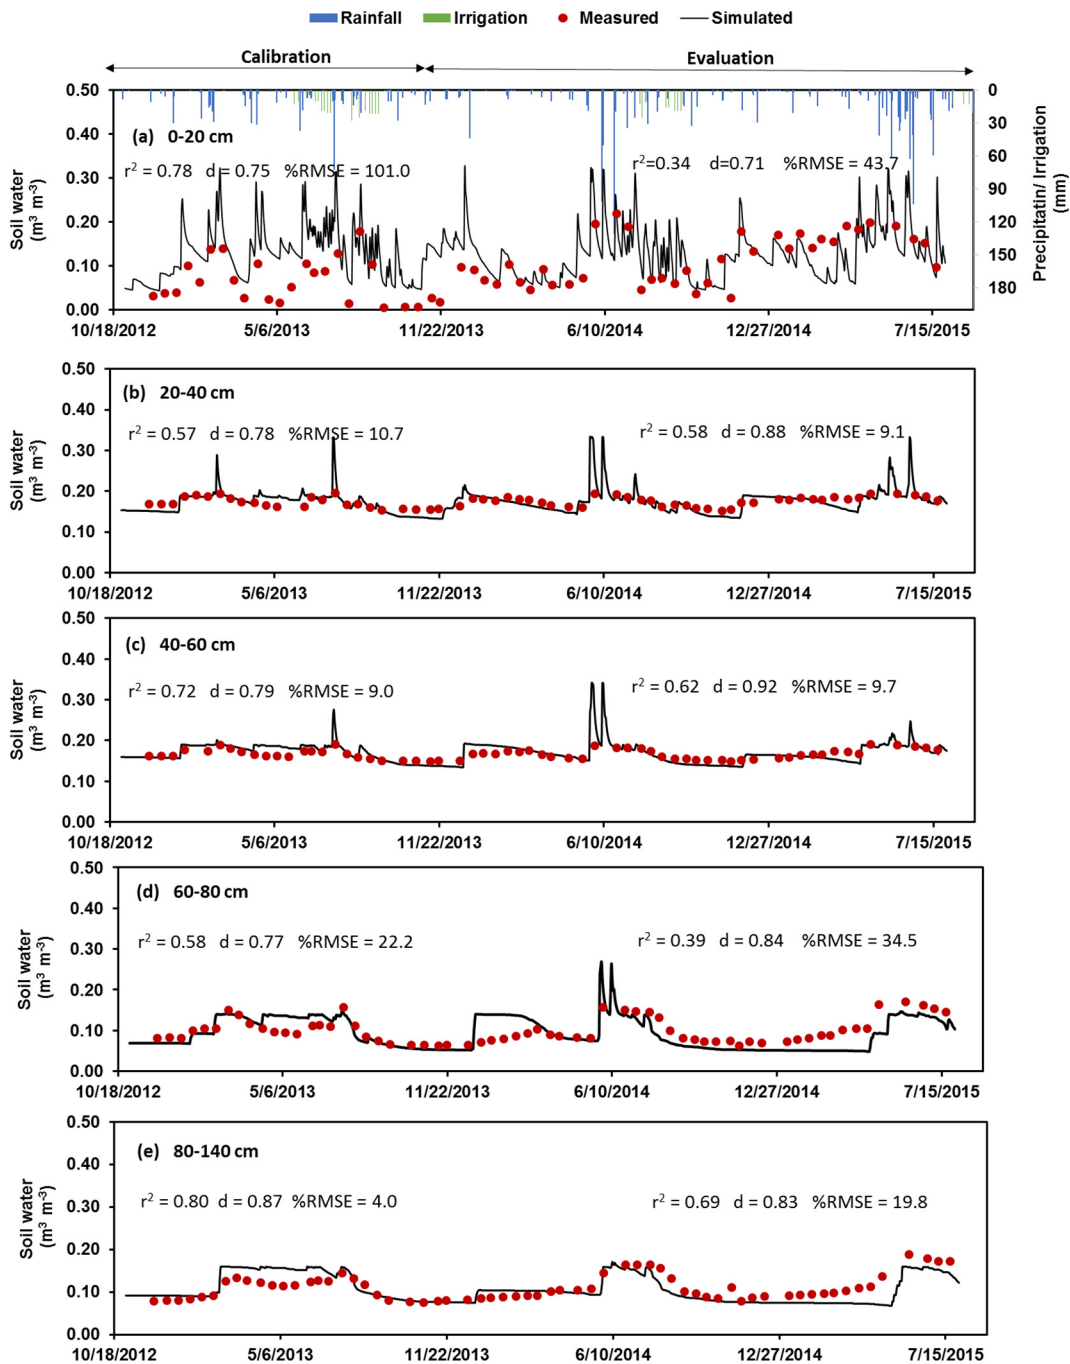 Rainfall Irrigation Measured Simulated
Calibration Evaluation
0.50
0.40
0.30
0.20
0.10
0.00
Soil water
(m³ m⁻³)
(a) 0-20 cm
r² = 0.78 d = 0.75 %RMSE = 101.0
r²=0.34 d=0.71 %RMSE = 43.7
0
30
60
90
120
150
180
Precipitatin/ Irrigation
(mm)
10/18/2012 5/6/2013 11/22/2013 6/10/2014 12/27/2014 7/15/2015
0.50
0.40
0.30
0.20
0.10
0.00
Soil water
(m³ m⁻³)
(b) 20-40 cm
r² = 0.57 d = 0.78 %RMSE = 10.7
r² = 0.58 d = 0.88 %RMSE = 9.1
10/18/2012 5/6/2013 11/22/2013 6/10/2014 12/27/2014 7/15/2015
0.50
0.40
0.30
0.20
0.10
0.00
Soil water
(m³ m⁻³)
(c) 40-60 cm
r² = 0.72 d = 0.79 %RMSE = 9.0
r² = 0.62 d = 0.92 %RMSE = 9.7
10/18/2012 5/6/2013 11/22/2013 6/10/2014 12/27/2014 7/15/2015
0.50
0.40
0.30
0.20
0.10
0.00
Soil water
(m³ m⁻³)
(d) 60-80 cm
r² = 0.58 d = 0.77 %RMSE = 22.2
r² = 0.39 d = 0.84 %RMSE = 34.5
10/18/2012 5/6/2013 11/22/2013 6/10/2014 12/27/2014 7/15/2015
0.50
0.40
0.30
0.20
0.10
0.00
Soil water
(m³ m⁻³)
(e) 80-140 cm
r² = 0.80 d = 0.87 %RMSE = 4.0
r² = 0.69 d = 0.83 %RMSE = 19.8
10/18/2012 5/6/2013 11/22/2013 6/10/2014 12/27/2014 7/15/2015